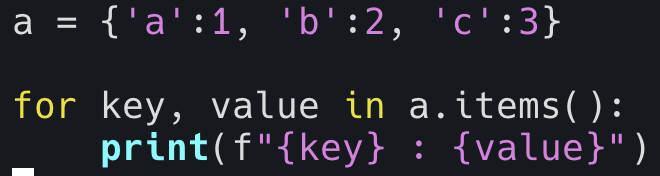 a = {'a':1, 'b':2, 'c':3}
for key, value in a.items():
    print(f"{key} : {value}")